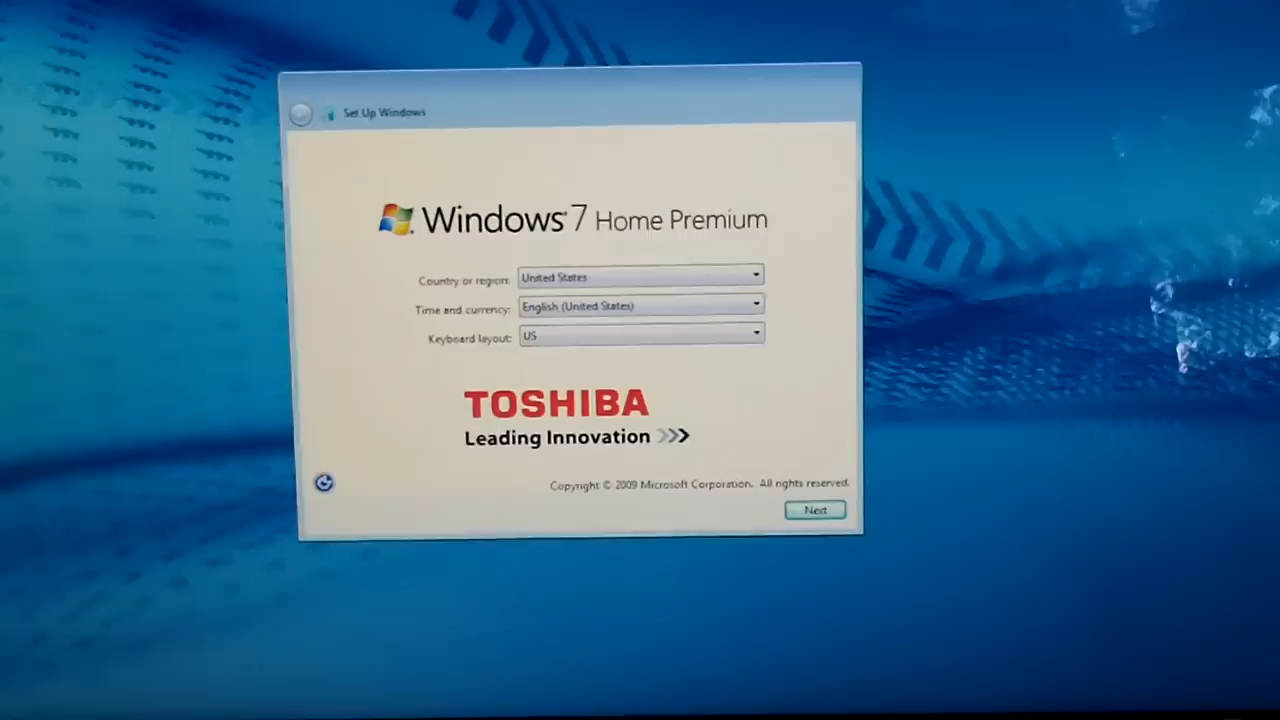 Set Up Windows
Windows 7 Home Premium
Country or region: United States
Time and currency: English (United States)
Keyboard layout: US
TOSHIBA
Leading Innovation >>>
Copyright © 2009 Microsoft Corporation. All rights reserved.
Next